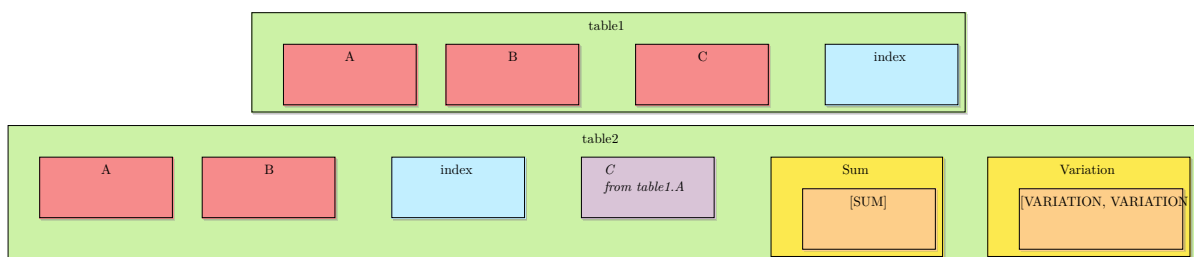 table1
A
B
C
index
table2
A
B
index
C
from table1.A
Sum
[SUM]
Variation
[VARIATION, VARIATION